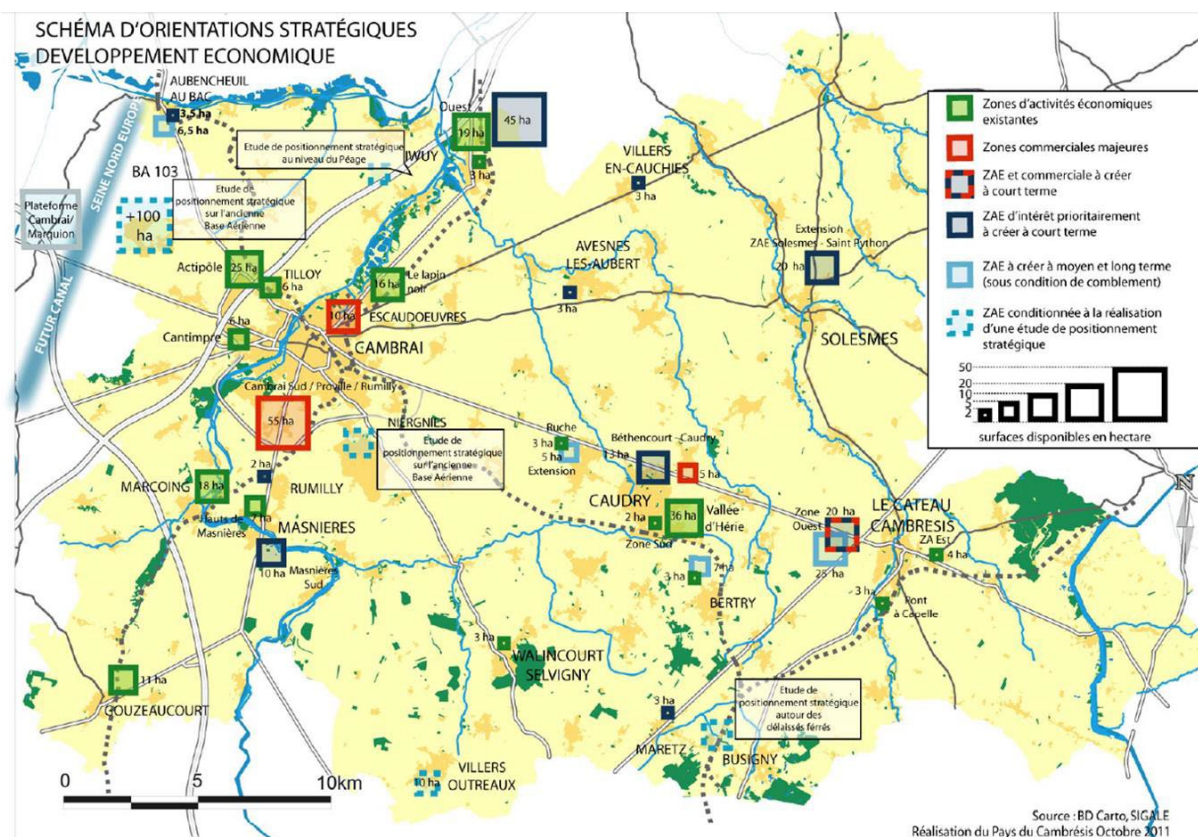 SCHÉMA D'ORIENTATIONS STRATÉGIQUES
DEVELOPPEMENT ECONOMIQUE
AUBENCHEUIL
AU BAC
3,5 ha
6,5 ha
Ouest
19 ha
45 ha
3 ha
IWUY
Etude de positionnement stratégique
au niveau du Péage
BA 103
Etude de
positionnement stratégique
sur l'ancienne
Base Aérienne
Plateforme
Cambrai/
Marquion
SEINE NORD EUROPE
FUTUR CANAL
+100
ha
VILLERS
EN-CAUCHIES
3 ha
Extension
ZAE Solesmes - Saint Python
20 ha
AVESNES
LES-AUBERT
3 ha
SOLESMES
Actipôle
25 ha
TILLOY
6 ha
Le lapin
noir
16 ha
10 ha
ESCAUDOEUVRES
6 ha
Cantimpré
CAMBRAI
Cambrai Sud / Proville / Rumilly
55 ha
NIERGNIES
Etude de
positionnement stratégique
sur l'ancienne
Base Aérienne
Ruche
3 ha
5 ha
Extension
Béthencourt - Caudry
13 ha
5 ha
CAUDRY
2 ha
36 ha
Vallée
d'Hérie
Zone Sud
2 ha
RUMILLY
MARCOING
18 ha
7 ha
Hauts de
Masnières
MASNIERES
10 ha
Masnières
Sud
Zone
Ouest
20 ha
25 ha
LE CATEAU
CAMBRESIS
ZA Est
4 ha
3 ha
Pont
à Capelle
7 ha
3 ha
BERTRY
3 ha
WALINCOURT
SELVIGNY
11 ha
GOUZEAUCOURT
3 ha
MARETZ
Etude de
positionnement stratégique
autour des
délaissés férrés
BUSIGNY
10 ha
VILLERS
OUTREAUX
0 5 10km
Zones d'activités économiques
existantes
Zones commerciales majeures
ZAE et commerciale à créer
à court terme
ZAE d'intérêt prioritairement
à créer à court terme
ZAE à créer à moyen et long terme
(sous condition de comblement)
ZAE conditionnée à la réalisation
d'une étude de positionnement
stratégique
50
20
10
5
2
surfaces disponibles en hectare
N
Source : BD Carto, SIGALE
Réalisation du Pays du Cambrésis Octobre 2011